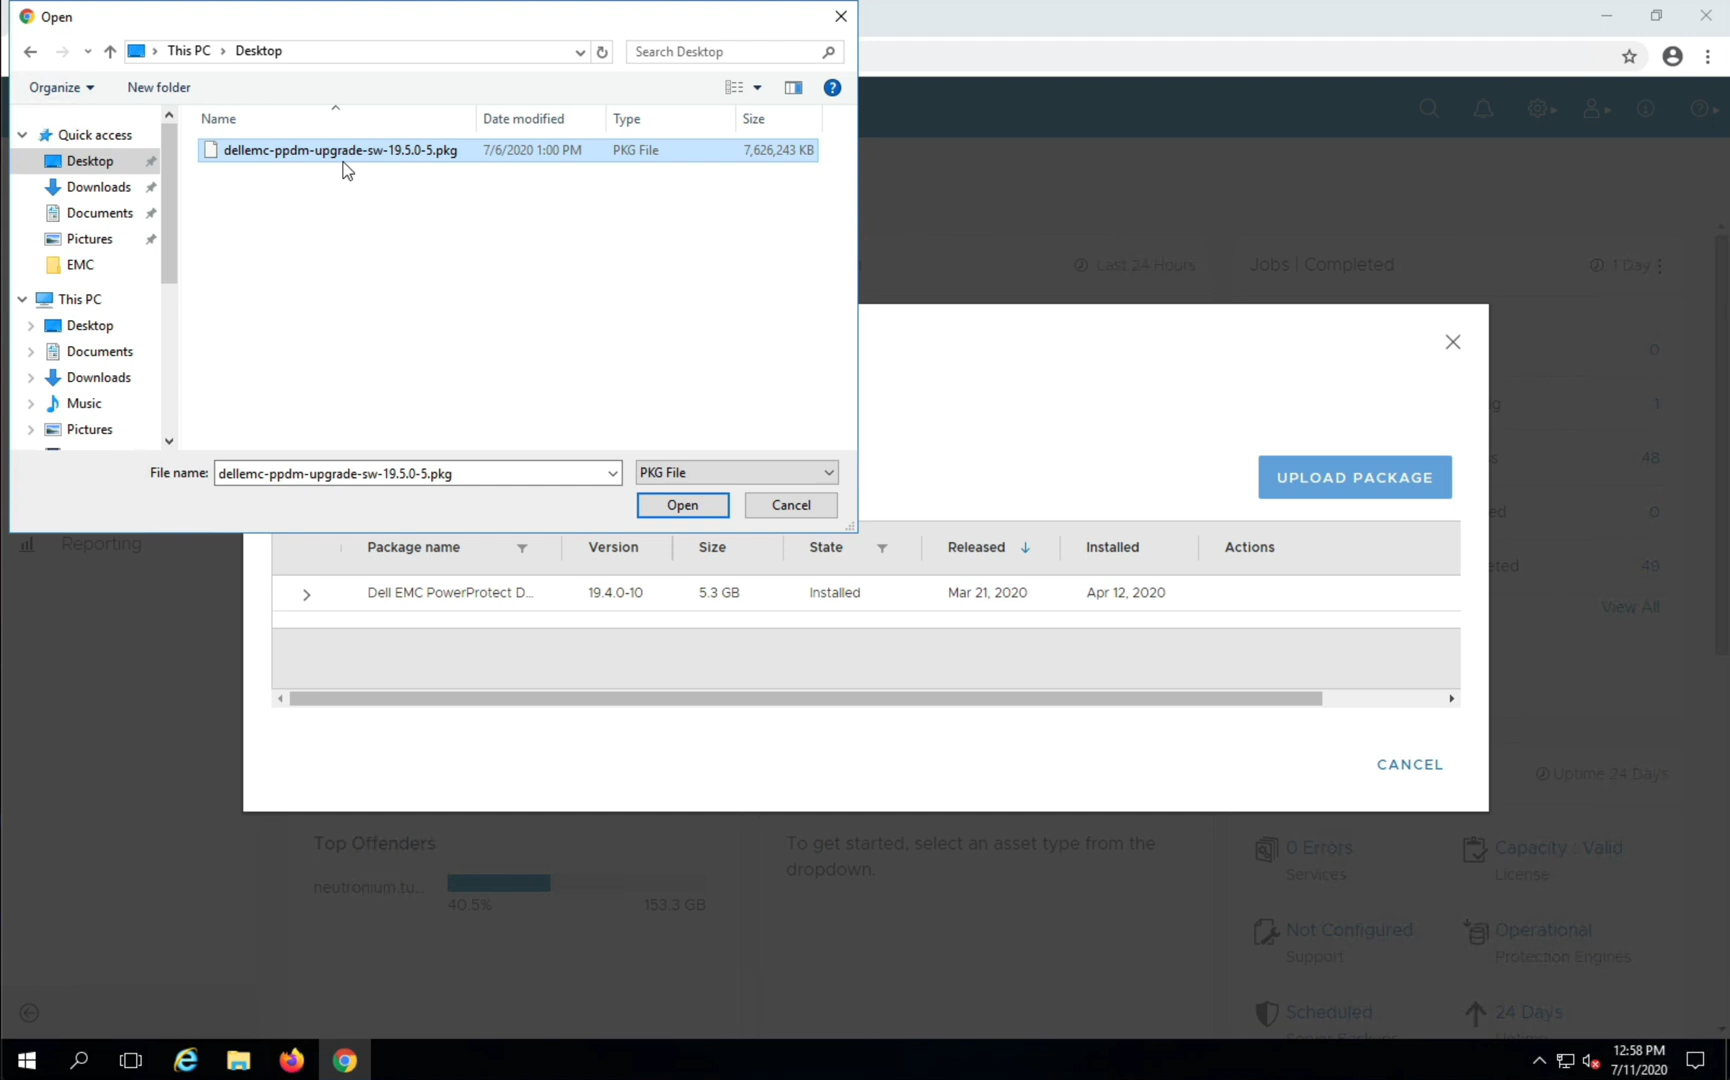 Open
This PC
Desktop
Search Desktop
Organize
New folder
Name
Date modified
Type
Size
Quick access
Desktop
Downloads
Documents
Pictures
EMC
This PC
Desktop
Documents
Downloads
Music
Pictures
dellemc-ppdm-upgrade-sw-19.5.0-5.pkg
7/6/2020 1:00 PM
PKG File
7,626,243 KB
File name:
dellemc-ppdm-upgrade-sw-19.5.0-5.pkg
PKG File
Open
Cancel
Last 24 Hours
Jobs | Completed
1 Day
0
1
48
0
49
View All
UPLOAD PACKAGE
Reporting
Package name
Version
Size
State
Released
Installed
Actions
Dell EMC PowerProtect D...
19.4.0-10
5.3 GB
Installed
Mar 21, 2020
Apr 12, 2020
CANCEL
Uptime 24 Days
Top Offenders
neutronium.tu...
40.5%
153.3 GB
To get started, select an asset type from the
dropdown.
0 Errors
Services
Capacity : Valid
License
Not Configured
Support
Operational
Protection Engines
Scheduled
24 Days
12:58 PM
7/11/2020